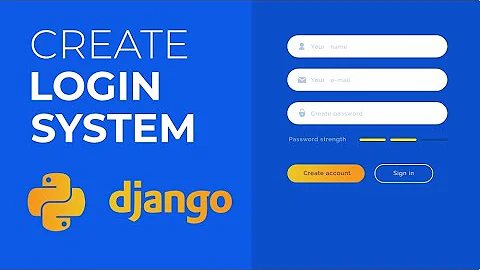 CREATE
LOGIN
SYSTEM
django
Your name
Your e-mail
Create password
Password strength
Create account
Sign in